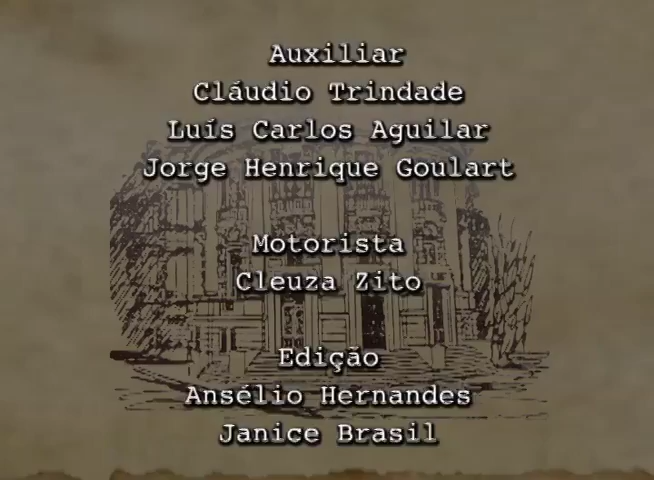 Auxiliar
Cláudio Trindade
Luís Carlos Aguilar
Jorge Henrique Goulart
Motorista
Cleuza Zito
Edição
Ansélio Hernandes
Janice Brasil